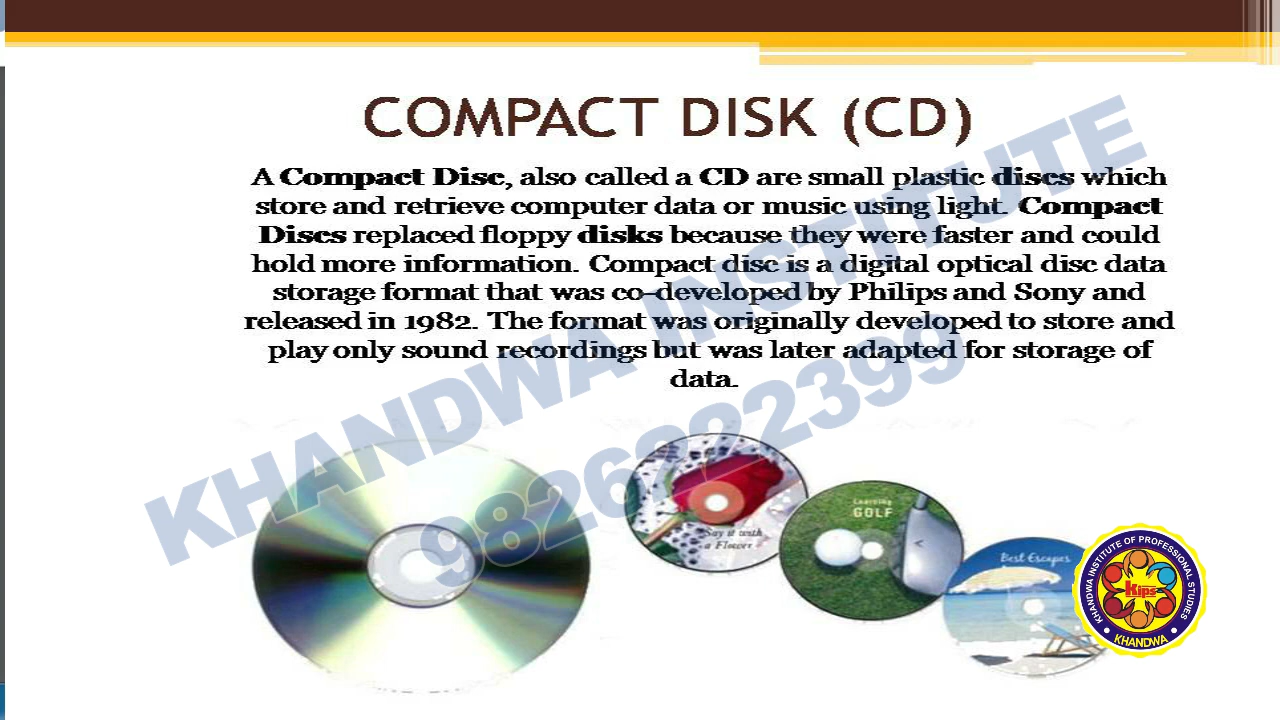 COMPACT DISK (CD)
A Compact Disc, also called a CD are small plastic discs which
store and retrieve computer data or music using light. Compact
Discs replaced floppy disks because they were faster and could
hold more information. Compact disc is a digital optical disc data
storage format that was co-developed by Philips and Sony and
released in 1982. The format was originally developed to store and
play only sound recordings but was later adapted for storage of
data.
KHANDWA INSTITUTE
9826222399
Say it with
a Flower
Learning
GOLF
Best Escapes
KHANDWA INSTITUTE OF PROFESSIONAL STUDIES
Kips
KHANDWA